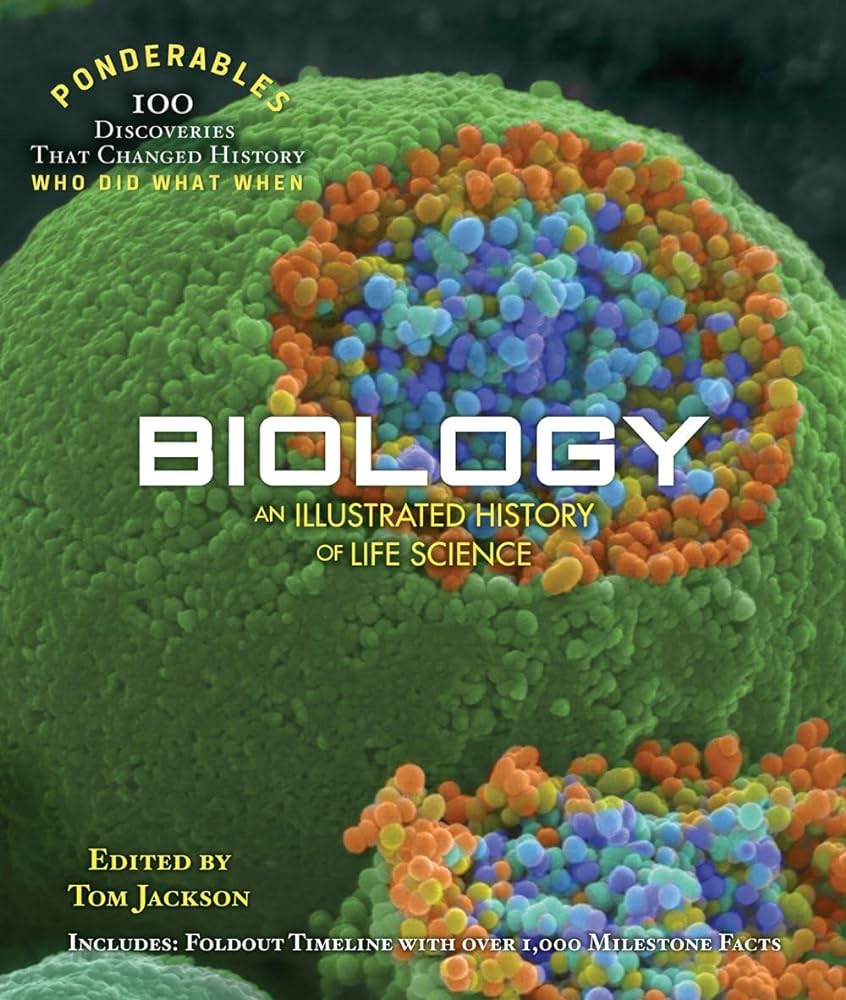 PONDERABLES
100
DISCOVERIES
THAT CHANGED HISTORY
WHO DID WHAT WHEN
BIOLOGY
AN ILLUSTRATED HISTORY
OF LIFE SCIENCE
EDITED BY
TOM JACKSON
INCLUDES: FOLDOUT TIMELINE WITH OVER 1,000 MILESTONE FACTS